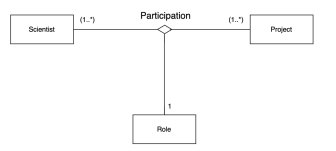 Participation
(1..*)
(1..*)
Scientist
Project
1
Role